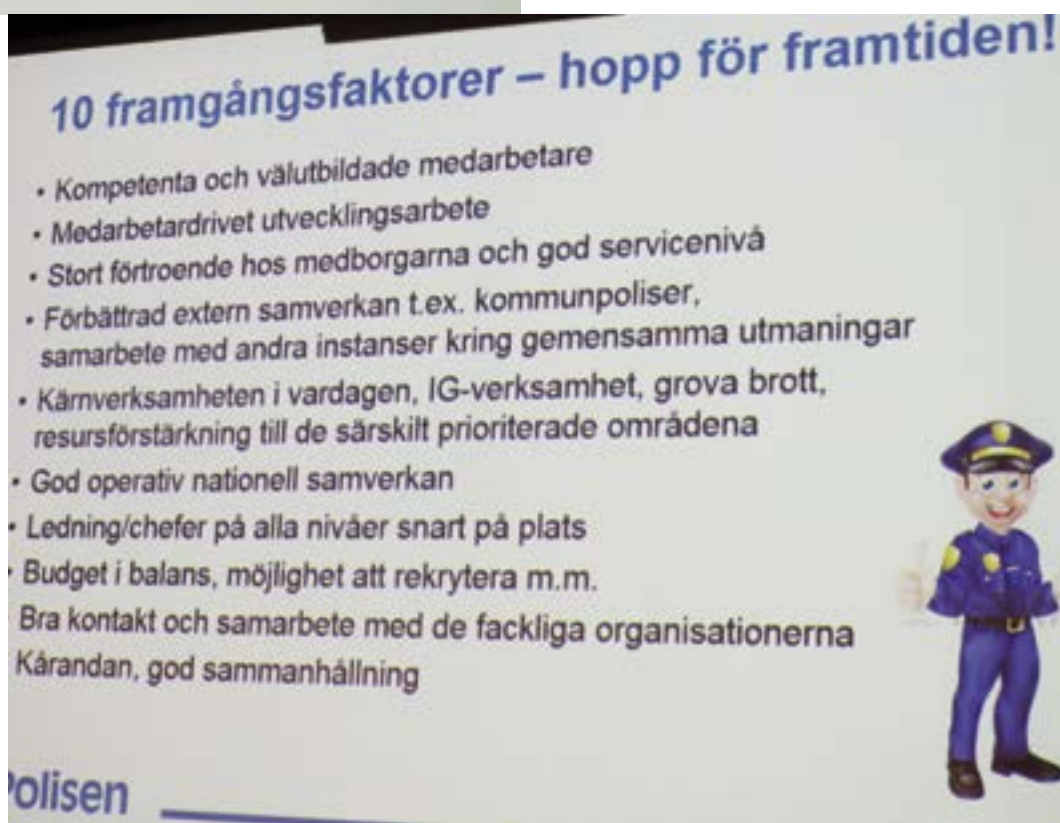 10 framgångsfaktorer – hopp för framtiden!
• Kompetenta och välutbildade medarbetare
• Medarbetardrivet utvecklingsarbete
• Stort förtroende hos medborgarna och god servicenivå
• Förbättrad extern samverkan t.ex. kommunpoliser,
samarbete med andra instanser kring gemensamma utmaningar
• Kärnverksamheten i vardagen, IG-verksamhet, grova brott,
resursförstärkning till de särskilt prioriterade områdena
• God operativ nationell samverkan
• Ledning/chefer på alla nivåer snart på plats
• Budget i balans, möjlighet att rekrytera m.m.
Bra kontakt och samarbete med de fackliga organisationerna
Kårandan, god sammanhållning
Polisen